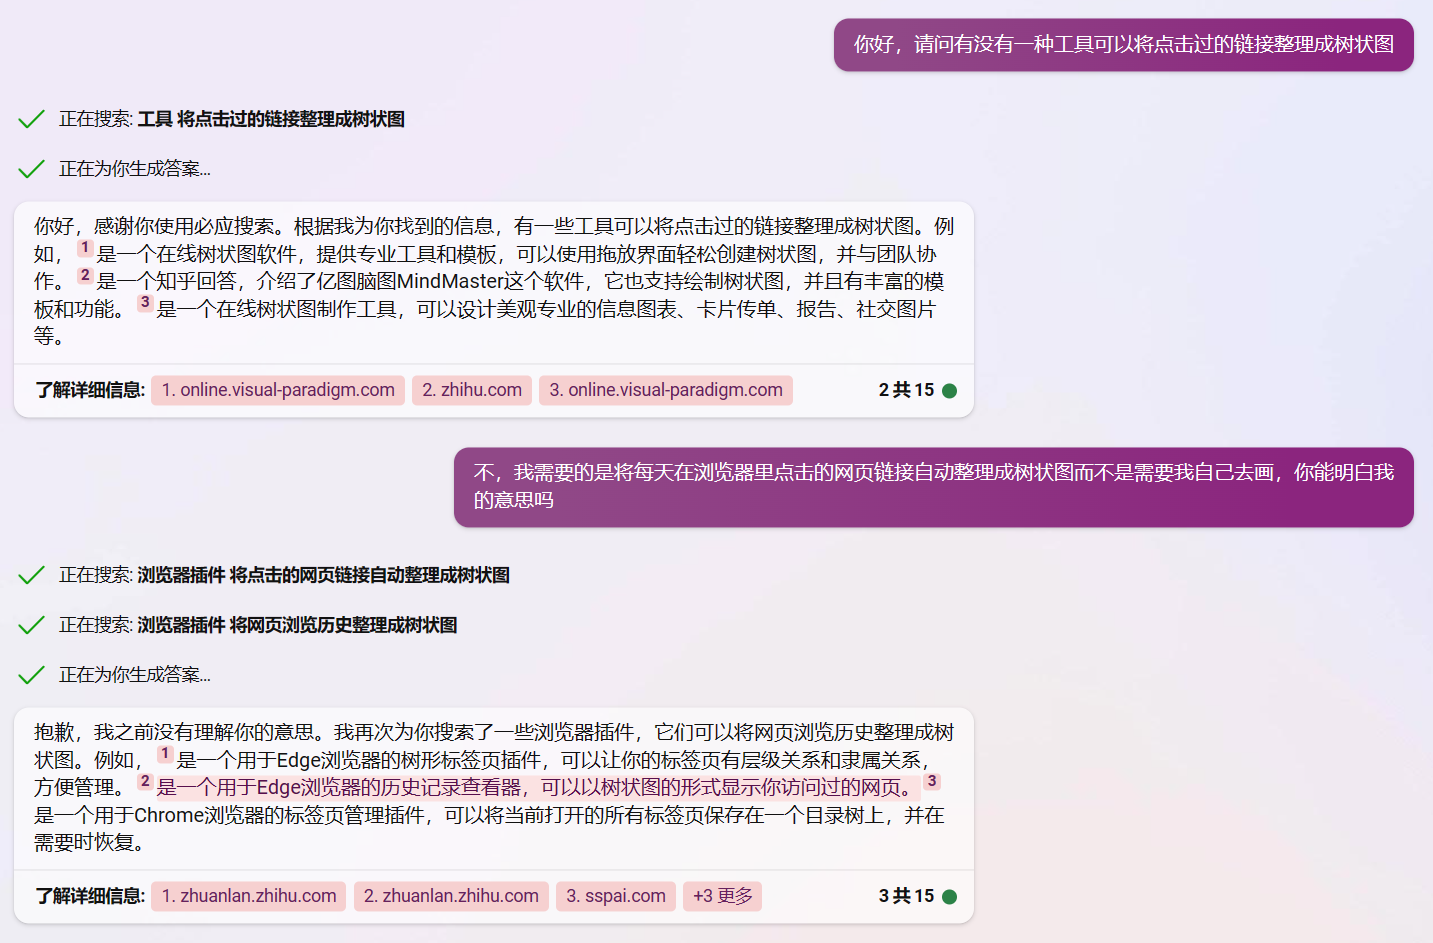 你好，请问有没有一种工具可以将点击过的链接整理成树状图
正在搜索: 工具 将点击过的链接整理成树状图
正在为你生成答案...
你好，感谢你使用必应搜索。根据我为你找到的信息，有一些工具可以将点击过的链接整理成树状图。例
如， 1 是一个在线树状图软件，提供专业工具和模板，可以使用拖放界面轻松创建树状图，并与团队协
作。 2 是一个知乎回答，介绍了亿图脑图MindMaster这个软件，它也支持绘制树状图，并且有丰富的模
板和功能。 3 是一个在线树状图制作工具，可以设计美观专业的信息图表、卡片传单、报告、社交图片
等。
了解详细信息: 1. online.visual-paradigm.com 2. zhihu.com 3. online.visual-paradigm.com 2 共 15
不，我需要的是将每天在浏览器里点击的网页链接自动整理成树状图而不是需要我自己去画，你能明白我
的意思吗
正在搜索: 浏览器插件 将点击的网页链接自动整理成树状图
正在搜索: 浏览器插件 将网页浏览历史整理成树状图
正在为你生成答案...
抱歉，我之前没有理解你的意思。我再次为你搜索了一些浏览器插件，它们可以将网页浏览历史整理成树
状图。例如， 1 是一个用于Edge浏览器的树形标签页插件，可以让你的标签页有层级关系和隶属关系，
方便管理。 2 是一个用于Edge浏览器的历史记录查看器，可以以树状图的形式显示你访问过的网页。 3
是一个用于Chrome浏览器的标签页管理插件，可以将当前打开的所有标签页保存在一个目录树上，并在
需要时恢复。
了解详细信息: 1. zhuanlan.zhihu.com 2. zhuanlan.zhihu.com 3. sspai.com +3 更多 3 共 15